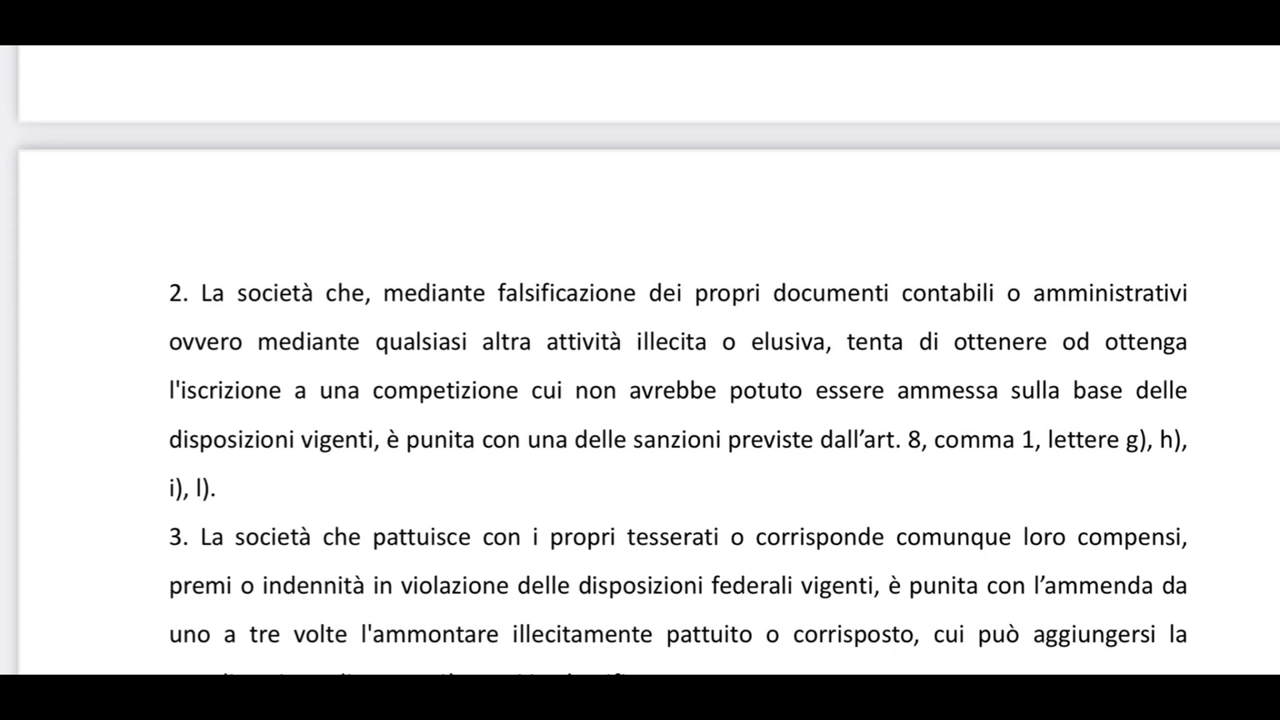 2. La società che, mediante falsificazione dei propri documenti contabili o amministrativi
ovvero mediante qualsiasi altra attività illecita o elusiva, tenta di ottenere od ottenga
l'iscrizione a una competizione cui non avrebbe potuto essere ammessa sulla base delle
disposizioni vigenti, è punita con una delle sanzioni previste dall’art. 8, comma 1, lettere g), h),
i), l).
3. La società che pattuisce con i propri tesserati o corrisponde comunque loro compensi,
premi o indennità in violazione delle disposizioni federali vigenti, è punita con l’ammenda da
uno a tre volte l'ammontare illecitamente pattuito o corrisposto, cui può aggiungersi la